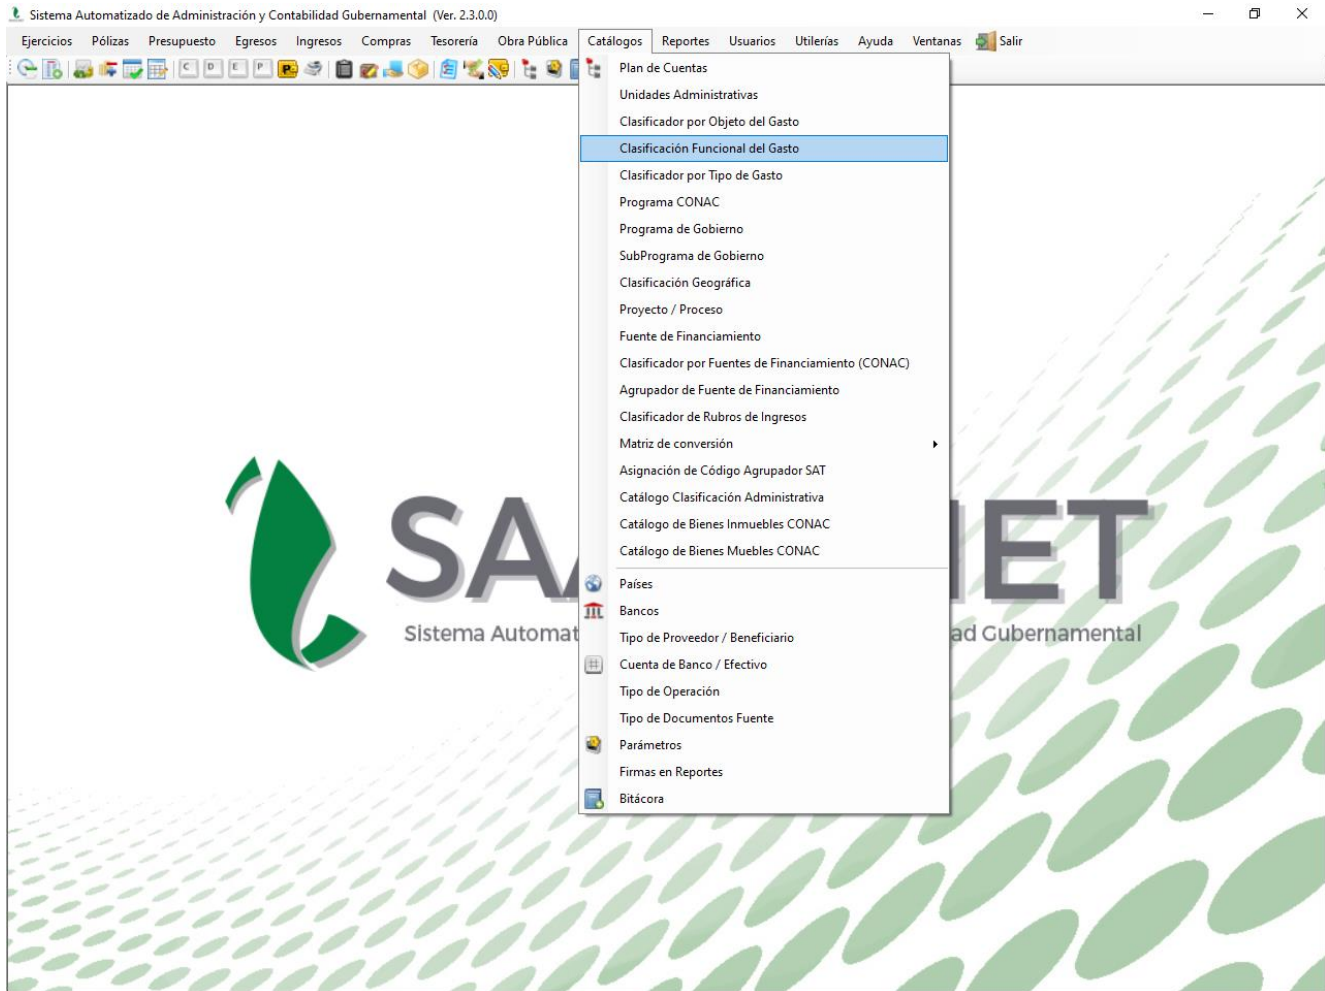 Sistema Automatizado de Administración y Contabilidad Gubernamental (Ver. 2.3.0.0)
Ejercicios Pólizas Presupuesto Egresos Ingresos Compras Tesorería Obra Pública Catálogos Reportes Usuarios Utilerías Ayuda Ventanas Salir
C D E P
Plan de Cuentas
Unidades Administrativas
Clasificador por Objeto del Gasto
Clasificación Funcional del Gasto
Clasificador por Tipo de Gasto
Programa CONAC
Programa de Gobierno
SubPrograma de Gobierno
Clasificación Geográfica
Proyecto / Proceso
Fuente de Financiamiento
Clasificador por Fuentes de Financiamiento (CONAC)
Agrupador de Fuente de Financiamiento
Clasificador de Rubros de Ingresos
Matriz de conversión
Asignación de Código Agrupador SAT
Catálogo Clasificación Administrativa
Catálogo de Bienes Inmuebles CONAC
Catálogo de Bienes Muebles CONAC
Países
Bancos
Tipo de Proveedor / Beneficiario
Cuenta de Banco / Efectivo
Tipo de Operación
Tipo de Documentos Fuente
Parámetros
Firmas en Reportes
Bitácora
SA ET
Sistema Automat ad Gubernamental